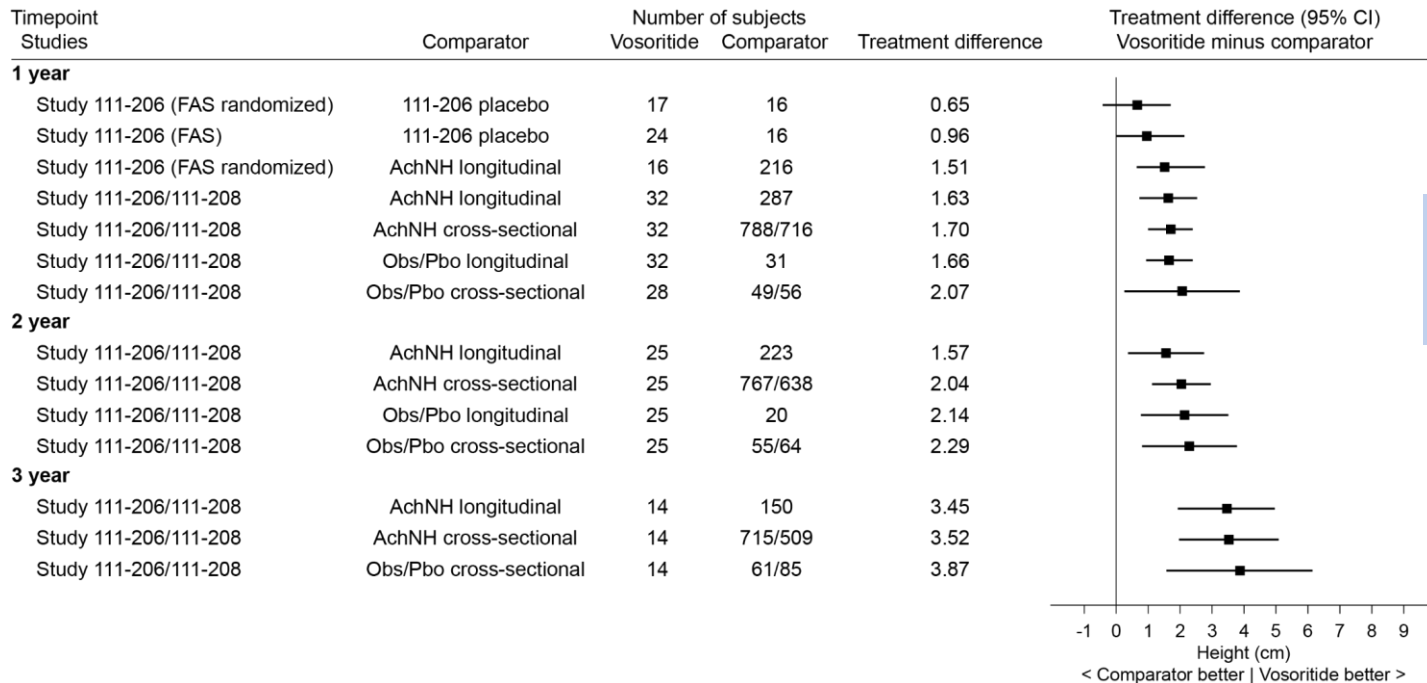 Timepoint Number of subjects Treatment difference (95% CI)
Studies Comparator Vosoritide Comparator Treatment difference Vosoritide minus comparator
1 year
Study 111-206 (FAS randomized) 111-206 placebo 17 16 0.65
Study 111-206 (FAS) 111-206 placebo 24 16 0.96
Study 111-206 (FAS randomized) AchNH longitudinal 16 216 1.51
Study 111-206/111-208 AchNH longitudinal 32 287 1.63
Study 111-206/111-208 AchNH cross-sectional 32 788/716 1.70
Study 111-206/111-208 Obs/Pbo longitudinal 32 31 1.66
Study 111-206/111-208 Obs/Pbo cross-sectional 28 49/56 2.07
2 year
Study 111-206/111-208 AchNH longitudinal 25 223 1.57
Study 111-206/111-208 AchNH cross-sectional 25 767/638 2.04
Study 111-206/111-208 Obs/Pbo longitudinal 25 20 2.14
Study 111-206/111-208 Obs/Pbo cross-sectional 25 55/64 2.29
3 year
Study 111-206/111-208 AchNH longitudinal 14 150 3.45
Study 111-206/111-208 AchNH cross-sectional 14 715/509 3.52
Study 111-206/111-208 Obs/Pbo cross-sectional 14 61/85 3.87
-1 0 1 2 3 4 5 6 7 8 9
Height (cm)
< Comparator better | Vosoritide better >